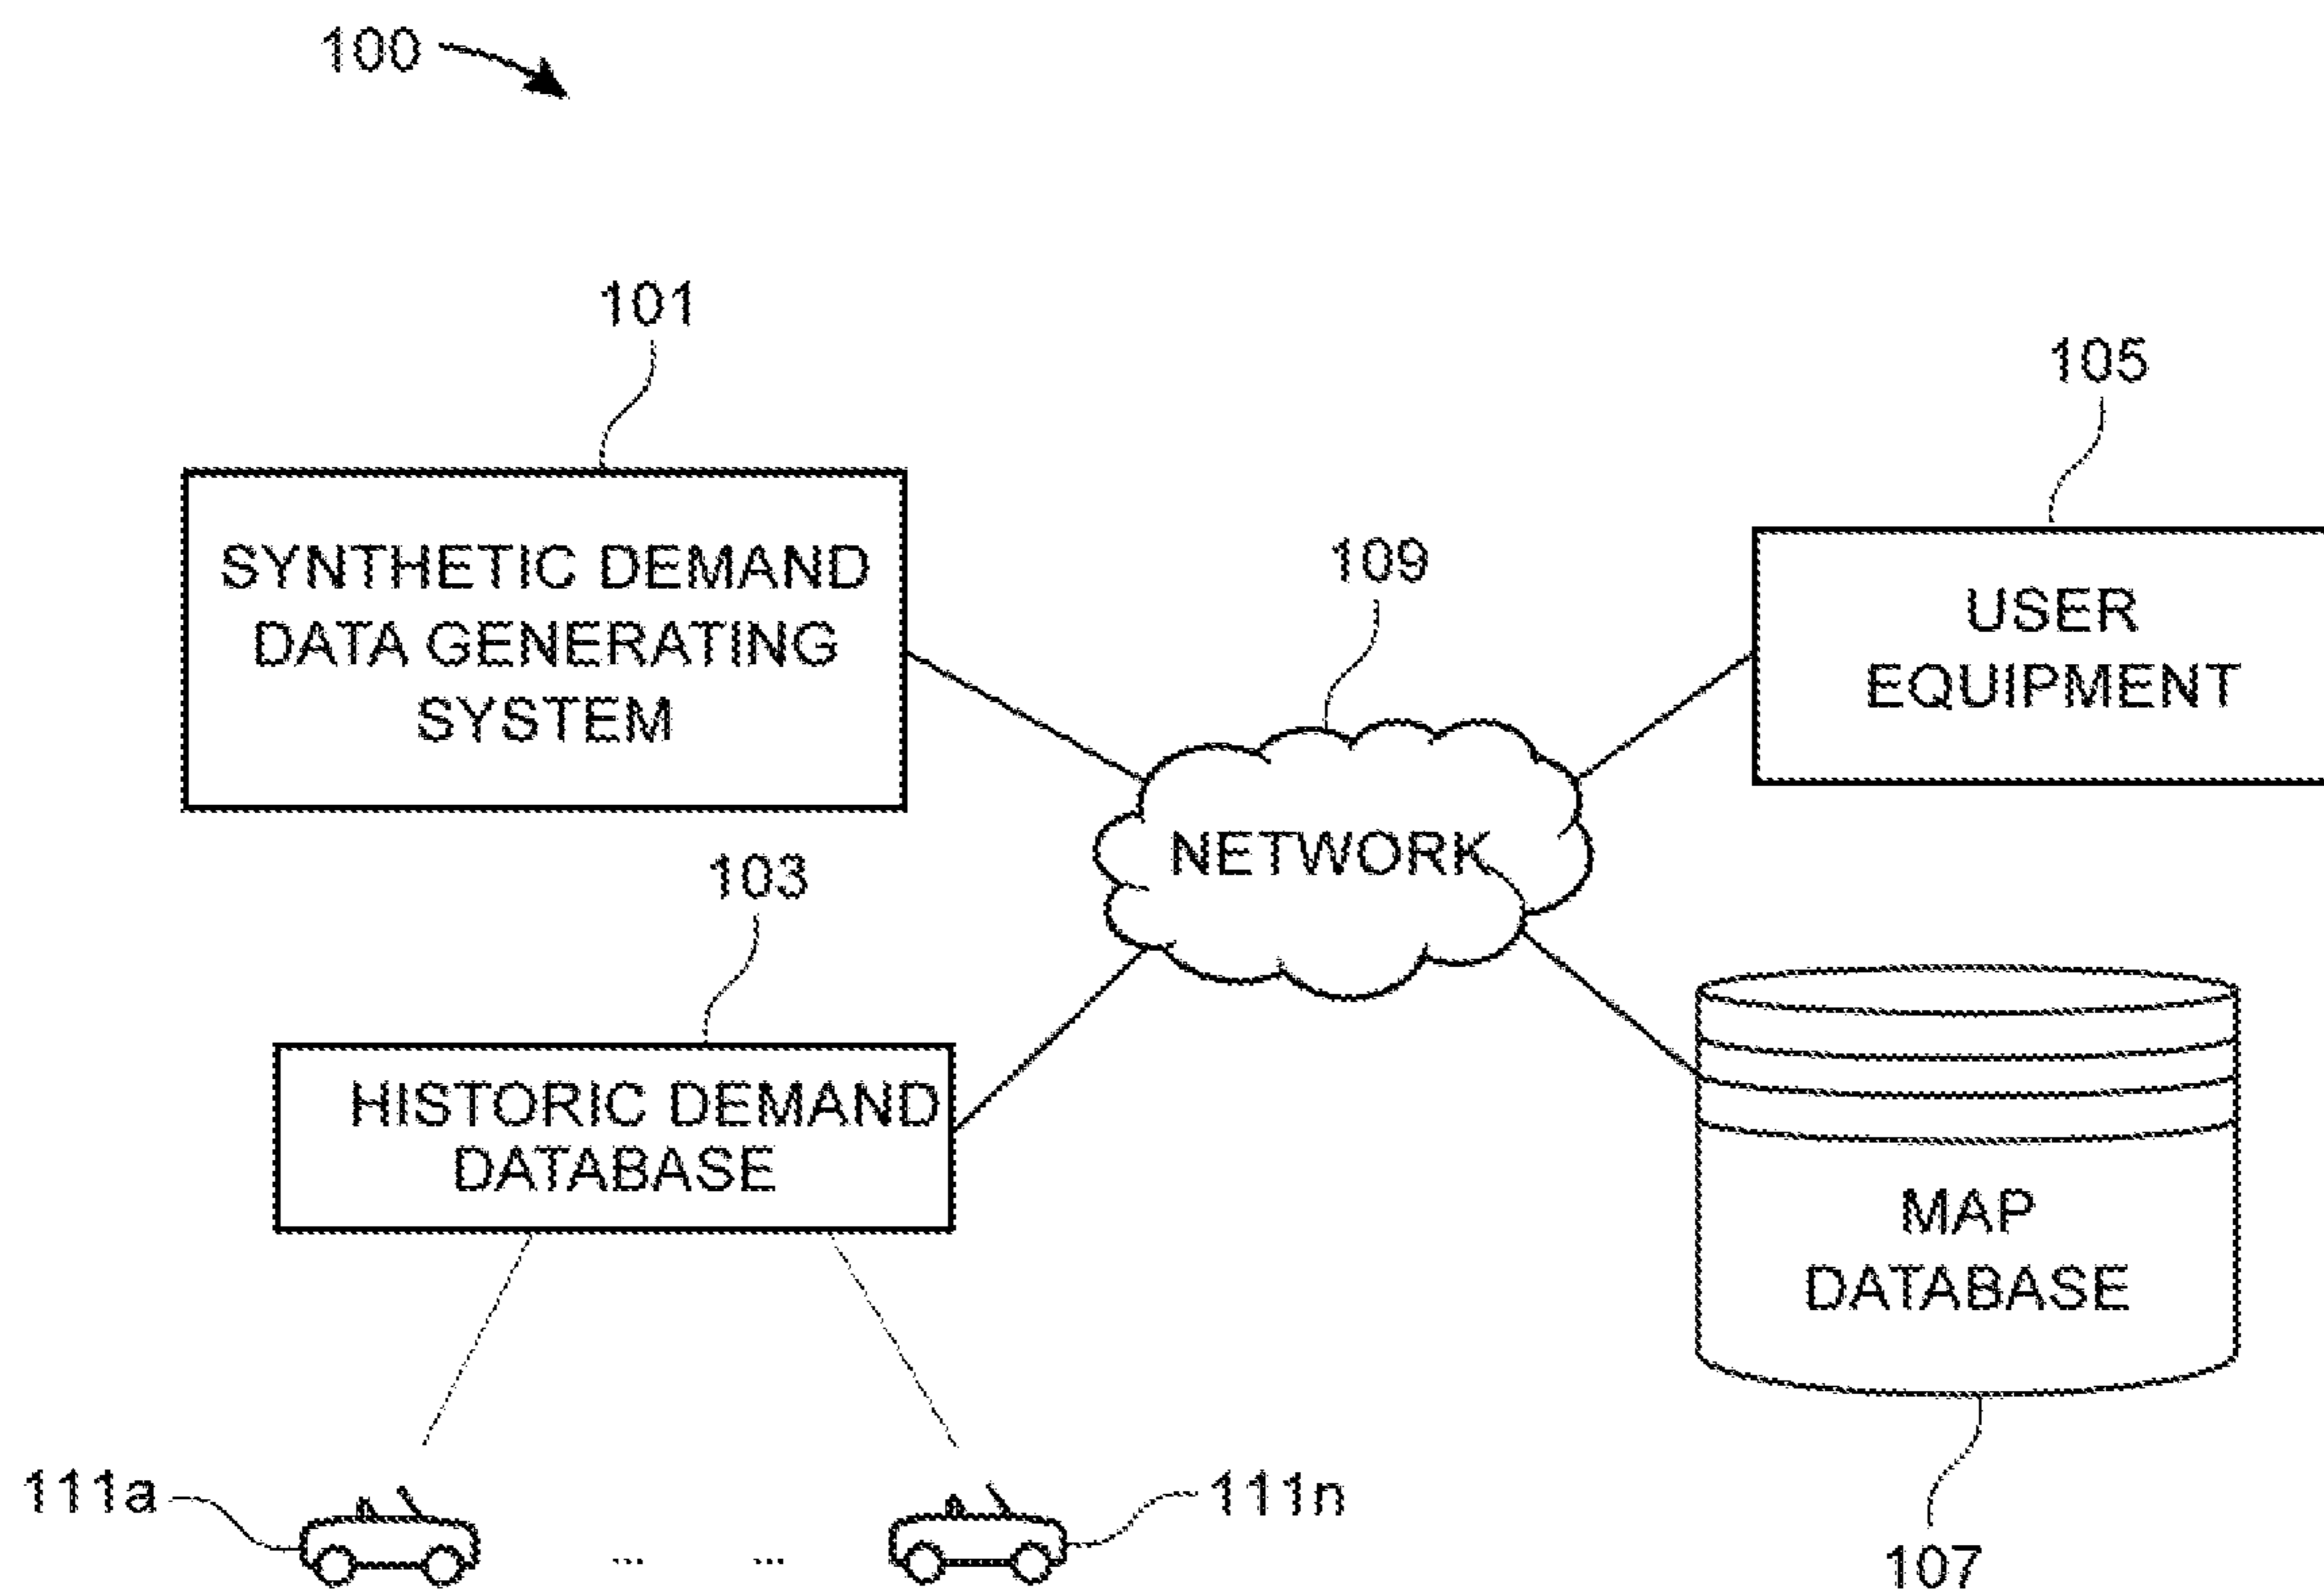 100
101
105
SYNTHETIC DEMAND
DATA GENERATING
SYSTEM
109
USER
EQUIPMENT
NETWORK
103
HISTORIC DEMAND
DATABASE
MAP
DATABASE
111a
... ...
111n
107